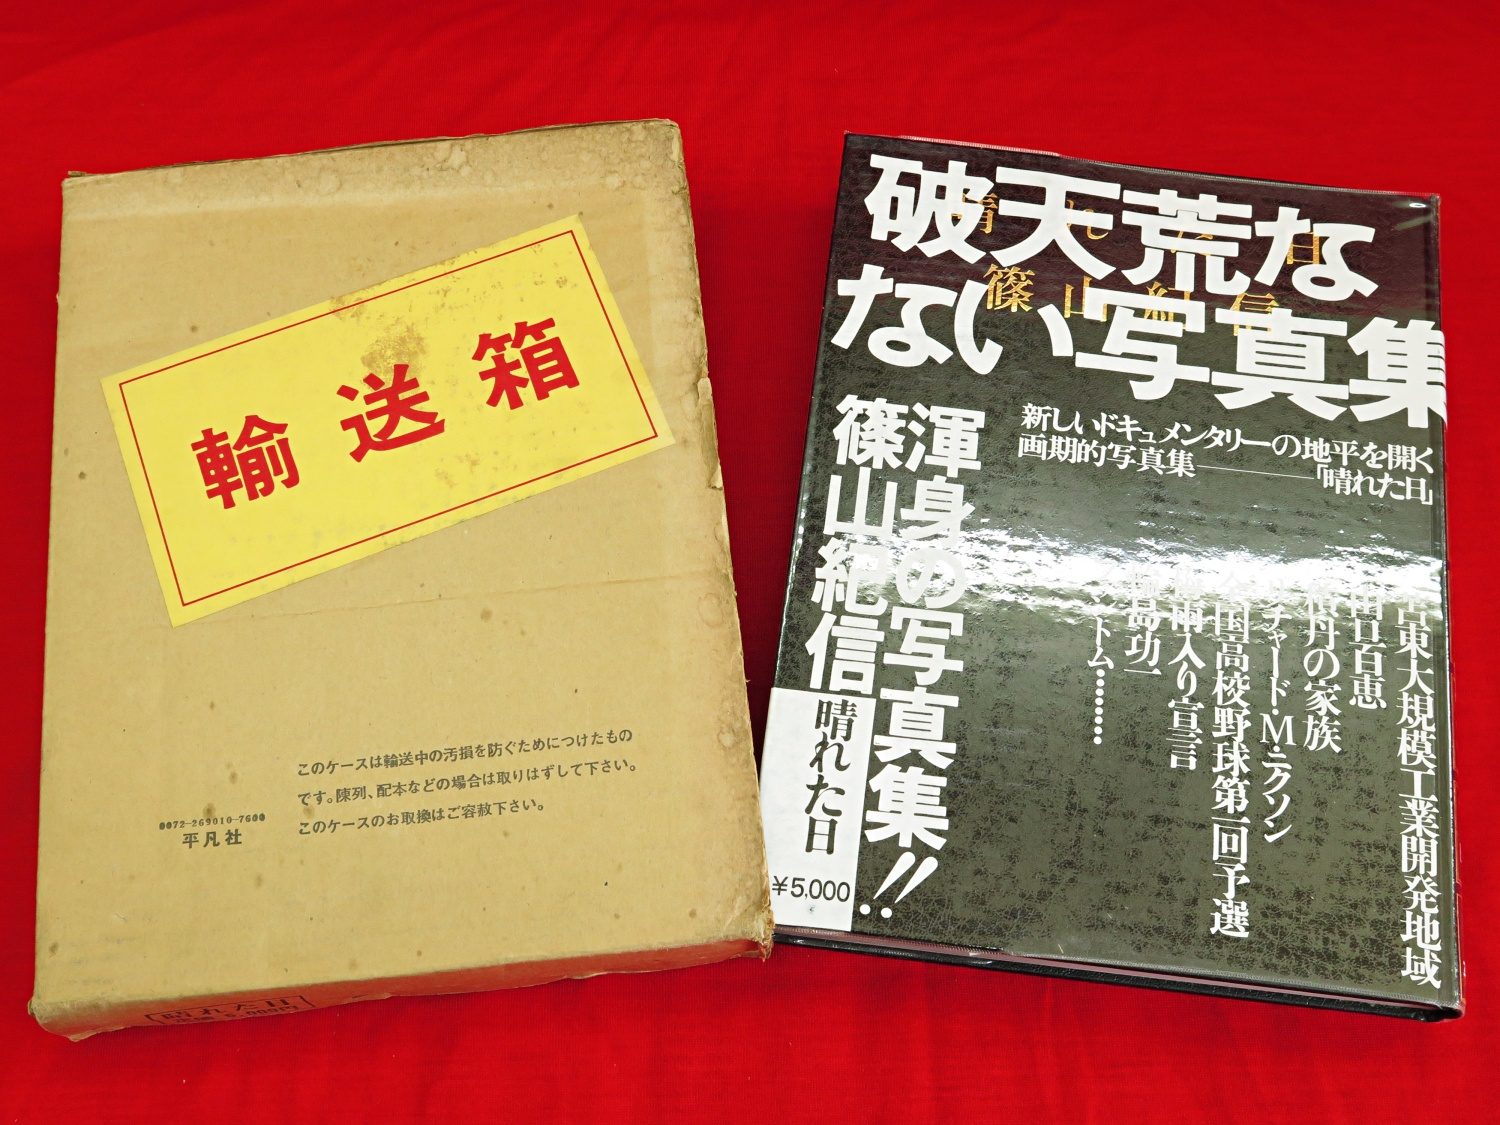 輸送箱
このケースは輸送中の汚損を防ぐためにつけたもの
です。陳列、配本などの場合は取りはずして下さい。
このケースのお取換はご容赦下さい。
0072-269010-7600
平凡社
晴れた日
破天荒な
ない写真集
晴れた日
篠山紀信
新しいドキュメンタリーの地平を開く
画期的写真集――「晴れた日」
渾身の写真集!!
篠山紀信
晴れた日
¥5,000
東大規模工業開発地域
山口百恵
丹の家族
リチャード・M・ニクソン
全国高校野球第一回予選
梅雨入り宣言
島功一
ントム………